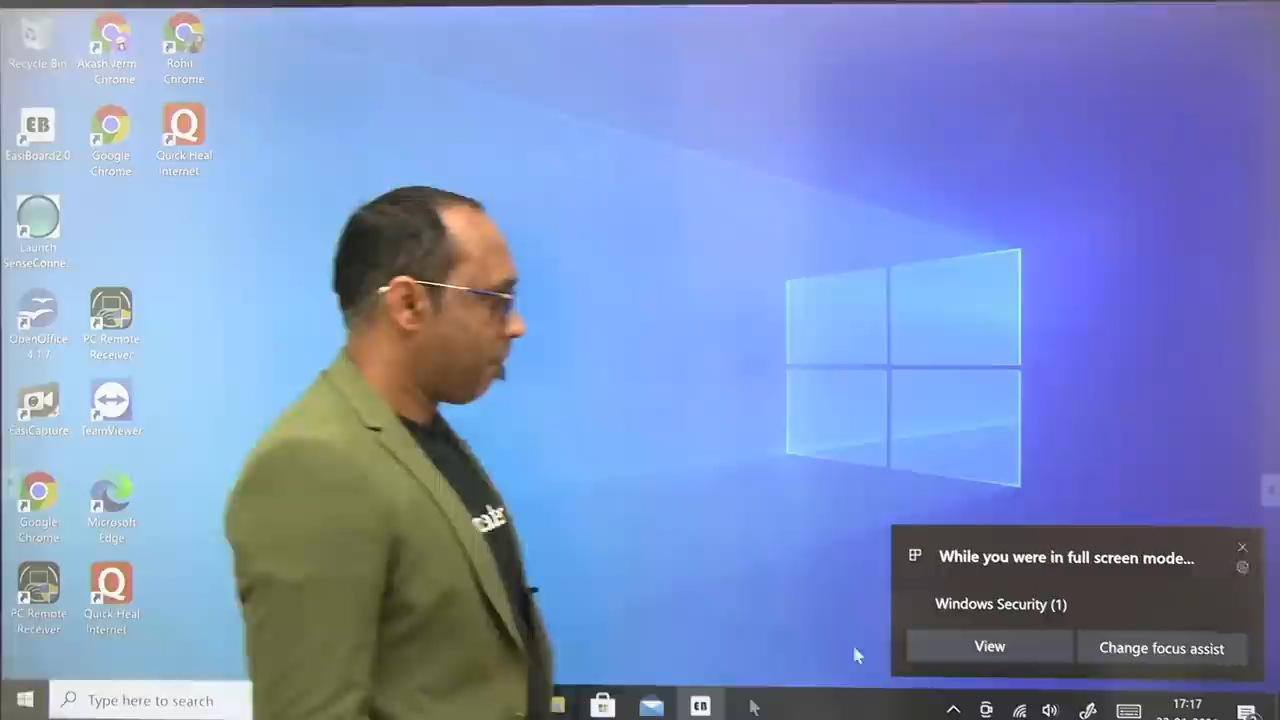 Recycle Bin
Akash Verm...
Chrome
Rohit
Chrome
EB
EasiBoard2.0
Google
Chrome
Quick Heal
Internet
Launch
SenseConne...
OpenOffice
4.1.7
PC Remote
Receiver
EasiCapture
TeamViewer
Google
Chrome
Microsoft
Edge
PC Remote
Receiver
Quick Heal
Internet
While you were in full screen mode...
Windows Security (1)
View
Change focus assist
Type here to search
EB
17:17